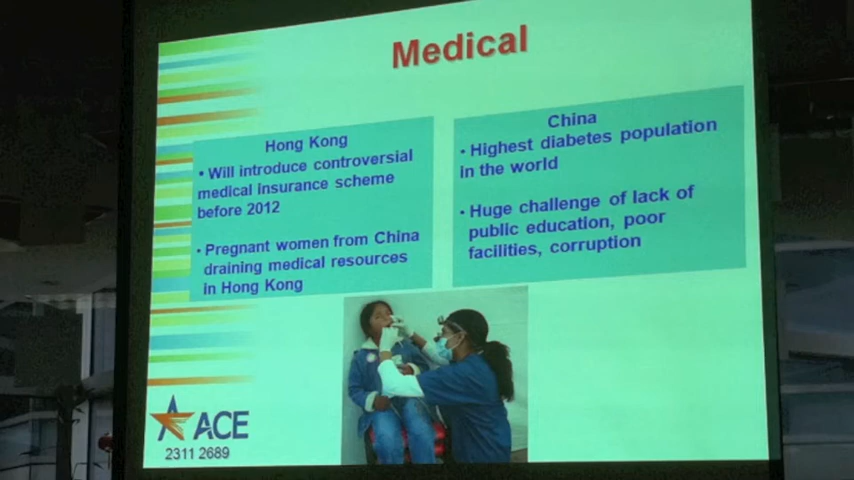 Medical
Hong Kong
• Will introduce controversial
medical insurance scheme
before 2012
• Pregnant women from China
draining medical resources
in Hong Kong
China
• Highest diabetes population
in the world
• Huge challenge of lack of
public education, poor
facilities, corruption
ACE
2311 2689